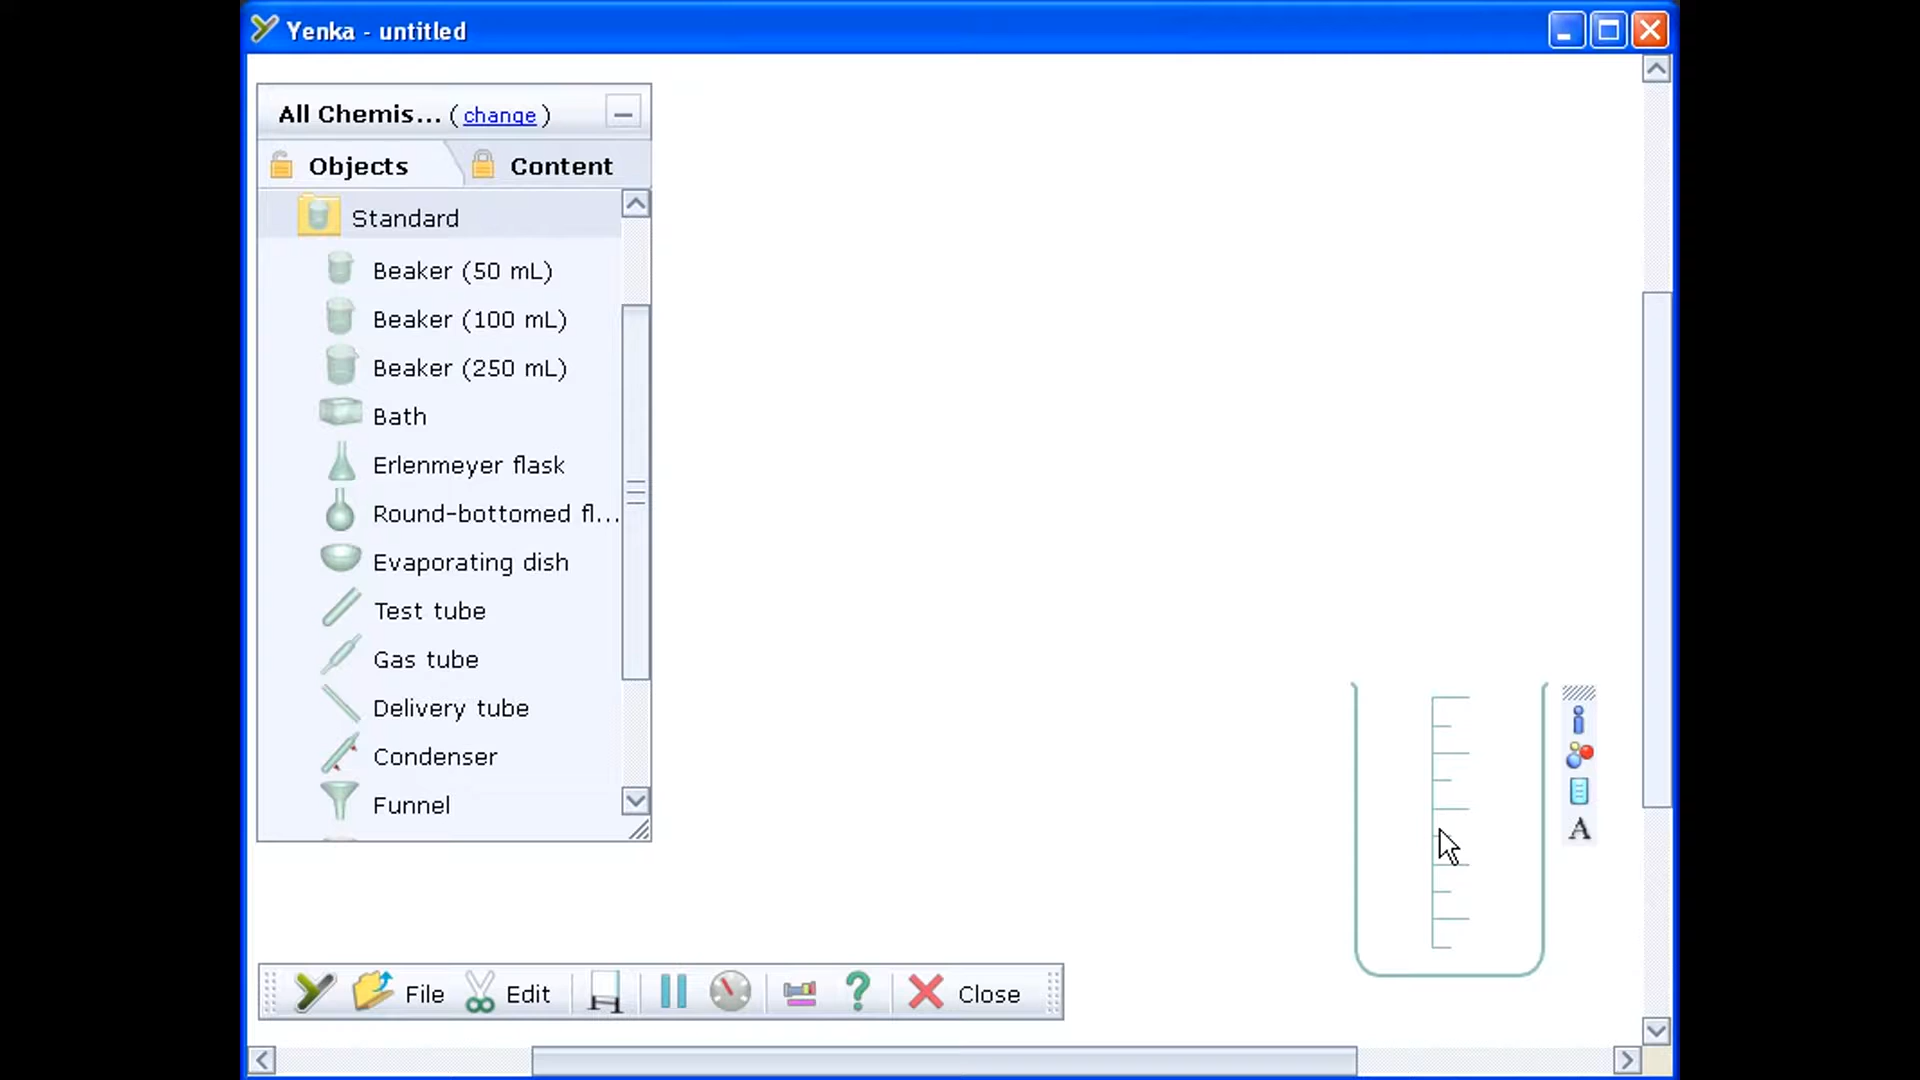 Yenka - untitled
All Chemis... (change)
Objects
Content
Standard
Beaker (50 mL)
Beaker (100 mL)
Beaker (250 mL)
Bath
Erlenmeyer flask
Round-bottomed fl...
Evaporating dish
Test tube
Gas tube
Delivery tube
Condenser
Funnel
A
File Edit ? Close